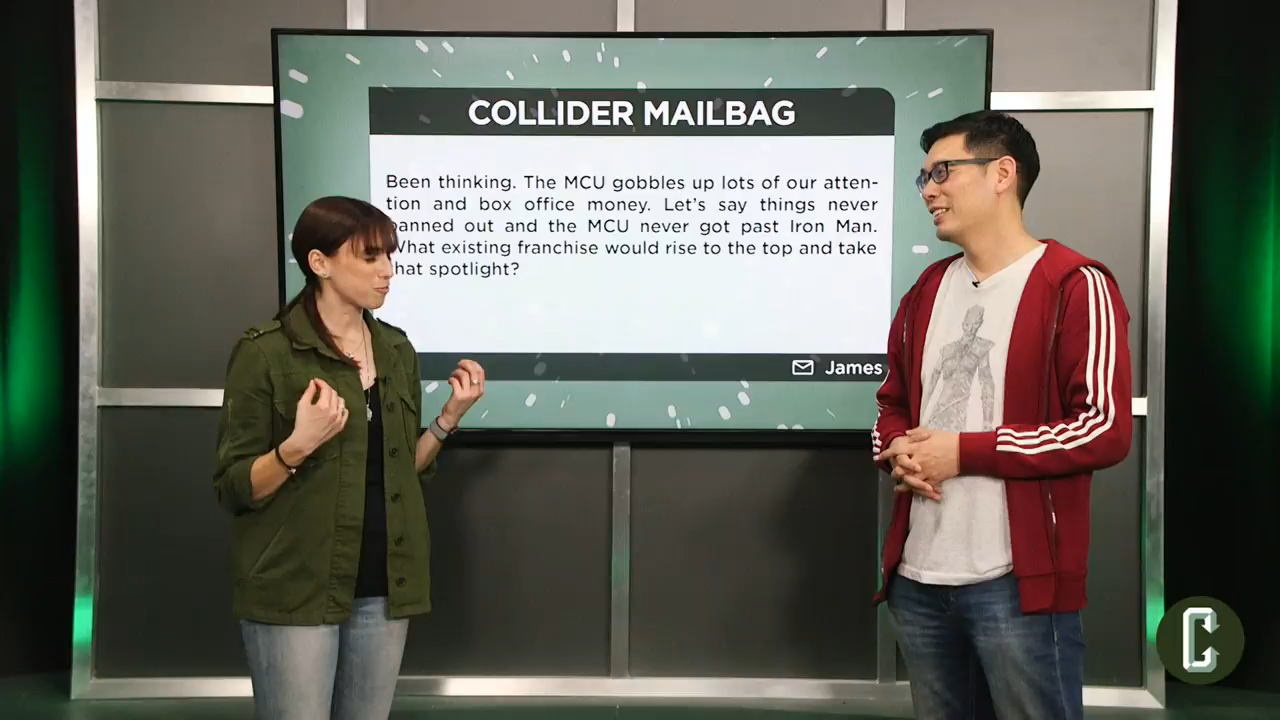 COLLIDER MAILBAG
Been thinking. The MCU gobbles up lots of our atten-
tion and box office money. Let's say things never
panned out and the MCU never got past Iron Man.
What existing franchise would rise to the top and take
that spotlight?
James